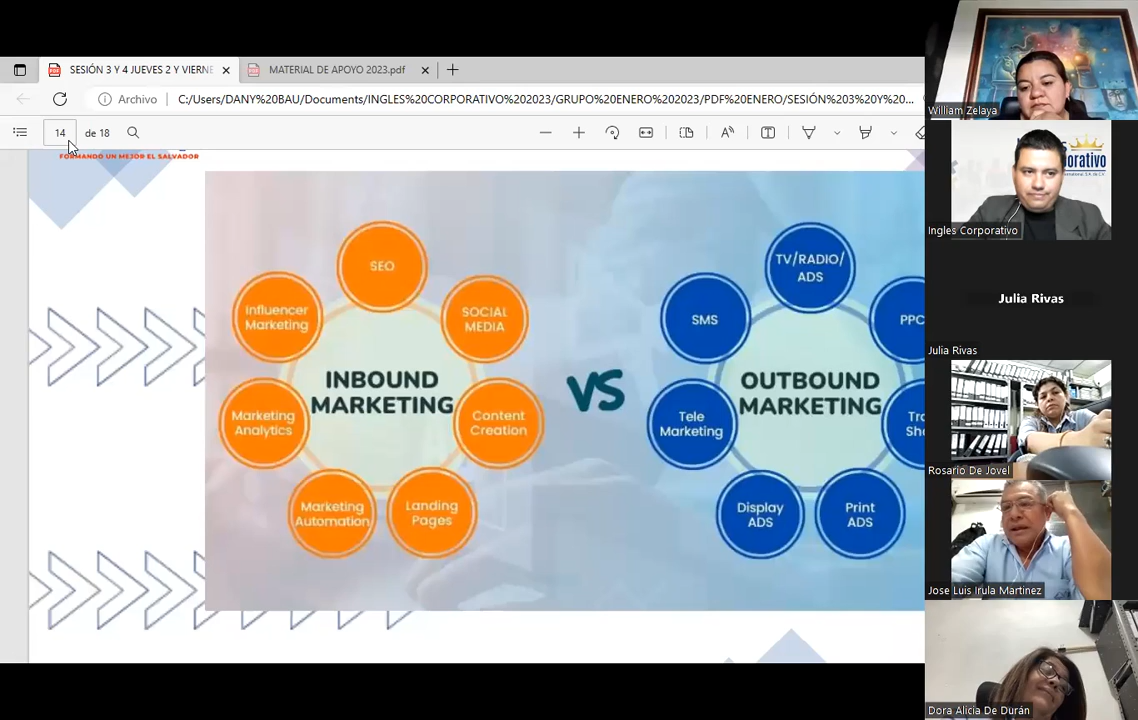 SESIÓN 3 Y 4 JUEVES 2 Y VIERNE
MATERIAL DE APOYO 2023.pdf
Archivo
C:/Users/DANY%20BAU/Documents/INGLES%20CORPORATIVO%202023/GRUPO%20ENERO%202023/PDF%20ENERO/SESIÓN%203%20Y%20...
14 de 18
FORMANDO UN MEJOR EL SALVADOR
SEO
Influencer
Marketing
SOCIAL
MEDIA
INBOUND
MARKETING
Marketing
Analytics
Content
Creation
Marketing
Automation
Landing
Pages
VS
TV/RADIO/
ADS
SMS
PPC
OUTBOUND
MARKETING
Tele
Marketing
Display
ADS
Print
ADS
William Zelaya
orativo
Ingles Corporativo
Julia Rivas
Julia Rivas
Rosario De Jovel
Jose Luis Irula Martinez
Dora Alicia De Durán